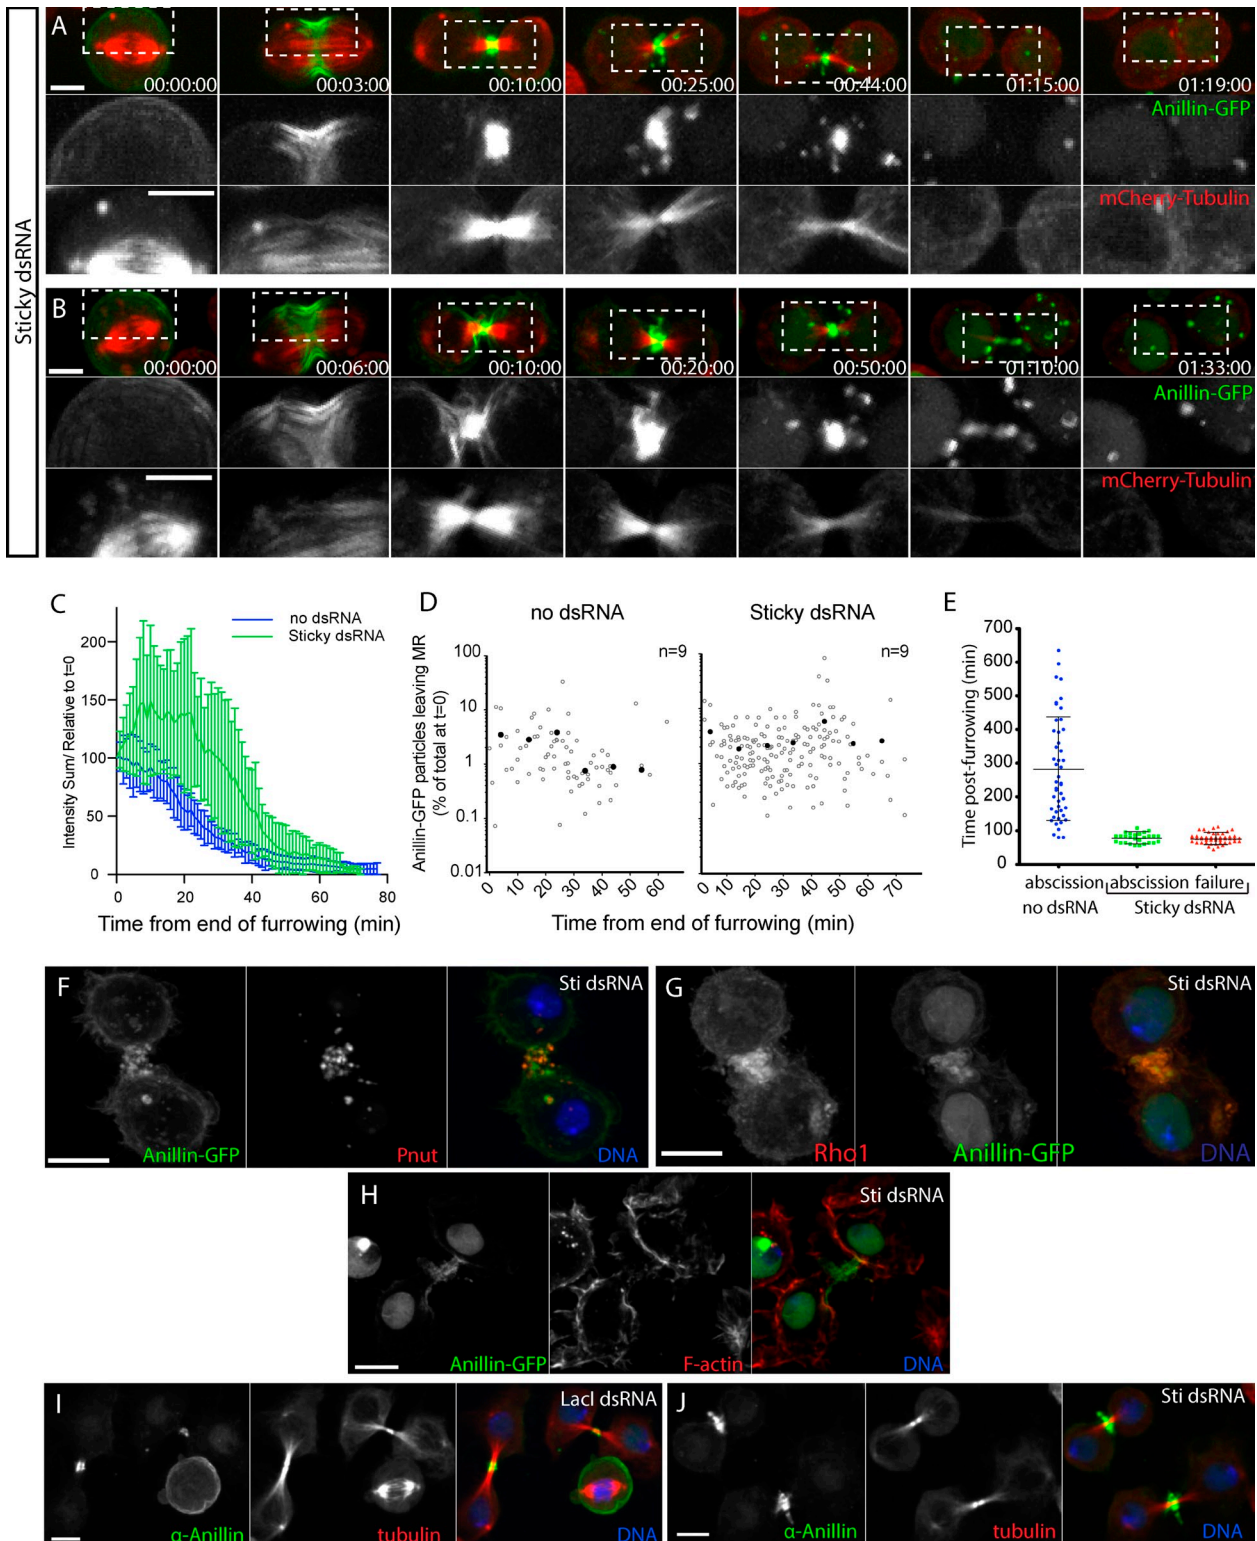 Sticky dsRNA
A
00:00:00
00:03:00
00:10:00
00:25:00
00:44:00
01:15:00
01:19:00
Anillin-GFP
mCherry-Tubulin
B
00:00:00
00:06:00
00:10:00
00:20:00
00:50:00
01:10:00
01:33:00
Anillin-GFP
mCherry-Tubulin
C
no dsRNA
Sticky dsRNA
Intensity Sum/ Relative to t=0
200
150
100
50
0
0 20 40 60 80
Time from end of furrowing (min)
D
no dsRNA
Sticky dsRNA
n=9
n=9
Anillin-GFP particles leaving MR
(% of total at t=0)
100
10
1
0.1
0.01
0 10 20 30 40 50 60
0 10 20 30 40 50 60 70
Time from end of furrowing (min)
E
Time post-furrowing (min)
700
600
500
400
300
200
100
0
abscission abscission failure
no dsRNA Sticky dsRNA
F
Sti dsRNA
Anillin-GFP
Pnut
DNA
G
Sti dsRNA
Rho1
Anillin-GFP
DNA
H
Sti dsRNA
Anillin-GFP
F-actin
DNA
I
LacI dsRNA
α-Anillin
tubulin
DNA
J
Sti dsRNA
α-Anillin
tubulin
DNA